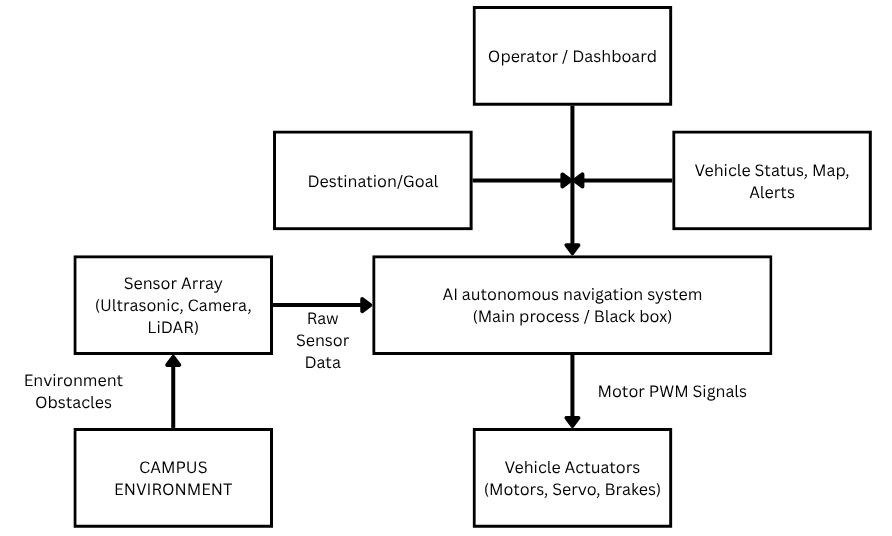 Operator / Dashboard
Destination/Goal
Vehicle Status, Map,
Alerts
Sensor Array
(Ultrasonic, Camera,
LiDAR)
Raw
Sensor
Data
AI autonomous navigation system
(Main process / Black box)
Environment
Obstacles
Motor PWM Signals
CAMPUS
ENVIRONMENT
Vehicle Actuators
(Motors, Servo, Brakes)